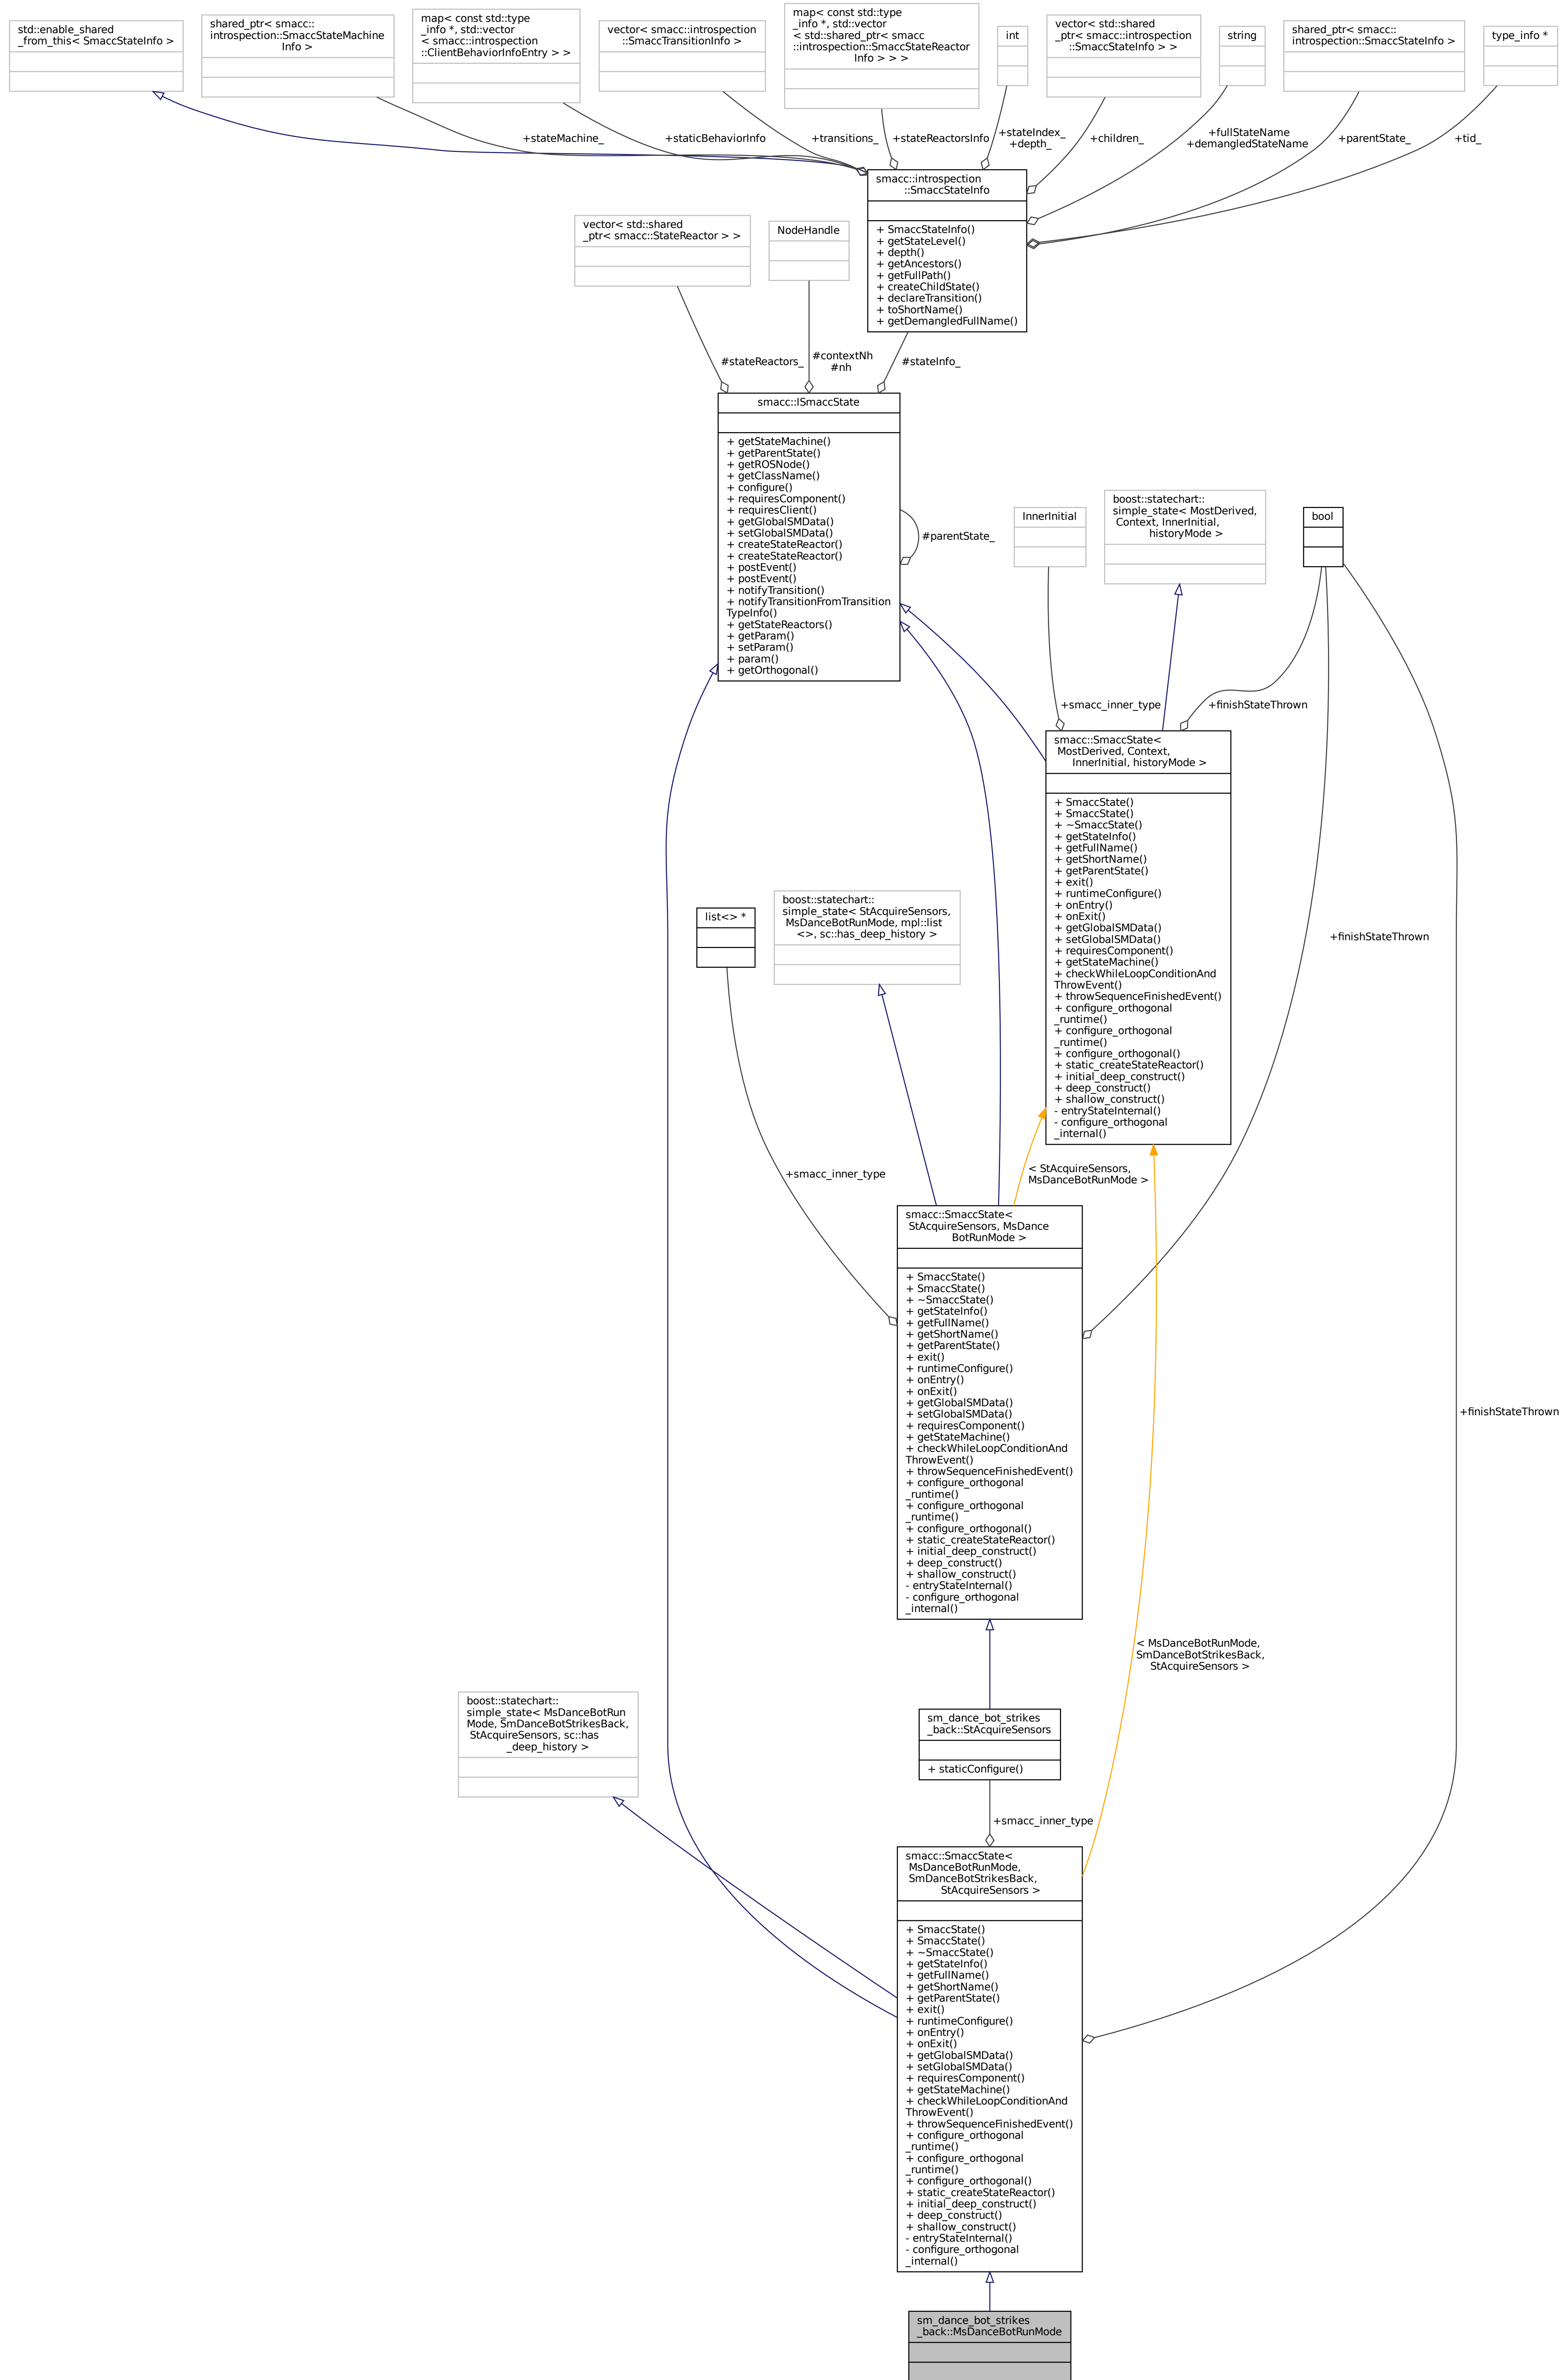 std::enable_shared
_from_this< SmaccStateInfo >
shared_ptr< smacc::
introspection::SmaccStateMachine
Info >
map< const std::type
_info *, std::vector
< smacc::introspection
::ClientBehaviorInfoEntry > >
vector< smacc::introspection
::SmaccTransitionInfo >
map< const std::type
_info *, std::vector
< std::shared_ptr< smacc
::introspection::SmaccStateReactor
Info > > >
int
vector< std::shared
_ptr< smacc::introspection
::SmaccStateInfo > >
string
shared_ptr< smacc::
introspection::SmaccStateInfo >
type_info *
+stateMachine_
+staticBehaviorInfo
+transitions_
+stateReactorsInfo
+stateIndex_
+depth_
+children_
+fullStateName
+demangledStateName
+parentState_
+tid_
smacc::introspection
::SmaccStateInfo
+ SmaccStateInfo()
+ getStateLevel()
+ depth()
+ getAncestors()
+ getFullPath()
+ createChildState()
+ declareTransition()
+ toShortName()
+ getDemangledFullName()
vector< std::shared
_ptr< smacc::StateReactor > >
NodeHandle
#stateReactors_
#contextNh
#nh
#stateInfo_
smacc::ISmaccState
+ getStateMachine()
+ getParentState()
+ getROSNode()
+ getClassName()
+ configure()
+ requiresComponent()
+ requiresClient()
+ getGlobalSMData()
+ setGlobalSMData()
+ createStateReactor()
+ createStateReactor()
+ postEvent()
+ postEvent()
+ notifyTransition()
+ notifyTransitionFromTransition
TypeInfo()
+ getStateReactors()
+ getParam()
+ setParam()
+ param()
+ getOrthogonal()
#parentState_
InnerInitial
boost::statechart::
simple_state< MostDerived,
Context, InnerInitial,
historyMode >
bool
+smacc_inner_type
+finishStateThrown
smacc::SmaccState<
MostDerived, Context,
InnerInitial, historyMode >
+ SmaccState()
+ SmaccState()
+ ~SmaccState()
+ getStateInfo()
+ getFullName()
+ getShortName()
+ getParentState()
+ exit()
+ runtimeConfigure()
+ onEntry()
+ onExit()
+ getGlobalSMData()
+ setGlobalSMData()
+ requiresComponent()
+ getStateMachine()
+ checkWhileLoopConditionAnd
ThrowEvent()
+ throwSequenceFinishedEvent()
+ configure_orthogonal
_runtime()
+ configure_orthogonal
_runtime()
+ configure_orthogonal()
+ static_createStateReactor()
+ initial_deep_construct()
+ deep_construct()
+ shallow_construct()
- entryStateInternal()
- configure_orthogonal
_internal()
list<> *
boost::statechart::
simple_state< StAcquireSensors,
MsDanceBotRunMode, mpl::list
<>, sc::has_deep_history >
+finishStateThrown
+smacc_inner_type
< StAcquireSensors,
MsDanceBotRunMode >
smacc::SmaccState<
StAcquireSensors, MsDance
BotRunMode >
+ SmaccState()
+ SmaccState()
+ ~SmaccState()
+ getStateInfo()
+ getFullName()
+ getShortName()
+ getParentState()
+ exit()
+ runtimeConfigure()
+ onEntry()
+ onExit()
+ getGlobalSMData()
+ setGlobalSMData()
+ requiresComponent()
+ getStateMachine()
+ checkWhileLoopConditionAnd
ThrowEvent()
+ throwSequenceFinishedEvent()
+ configure_orthogonal
_runtime()
+ configure_orthogonal
_runtime()
+ configure_orthogonal()
+ static_createStateReactor()
+ initial_deep_construct()
+ deep_construct()
+ shallow_construct()
- entryStateInternal()
- configure_orthogonal
_internal()
+finishStateThrown
< MsDanceBotRunMode,
SmDanceBotStrikesBack,
StAcquireSensors >
boost::statechart::
simple_state< MsDanceBotRun
Mode, SmDanceBotStrikesBack,
StAcquireSensors, sc::has
_deep_history >
sm_dance_bot_strikes
_back::StAcquireSensors
+ staticConfigure()
+smacc_inner_type
smacc::SmaccState<
MsDanceBotRunMode,
SmDanceBotStrikesBack,
StAcquireSensors >
+ SmaccState()
+ SmaccState()
+ ~SmaccState()
+ getStateInfo()
+ getFullName()
+ getShortName()
+ getParentState()
+ exit()
+ runtimeConfigure()
+ onEntry()
+ onExit()
+ getGlobalSMData()
+ setGlobalSMData()
+ requiresComponent()
+ getStateMachine()
+ checkWhileLoopConditionAnd
ThrowEvent()
+ throwSequenceFinishedEvent()
+ configure_orthogonal
_runtime()
+ configure_orthogonal
_runtime()
+ configure_orthogonal()
+ static_createStateReactor()
+ initial_deep_construct()
+ deep_construct()
+ shallow_construct()
- entryStateInternal()
- configure_orthogonal
_internal()
sm_dance_bot_strikes
_back::MsDanceBotRunMode